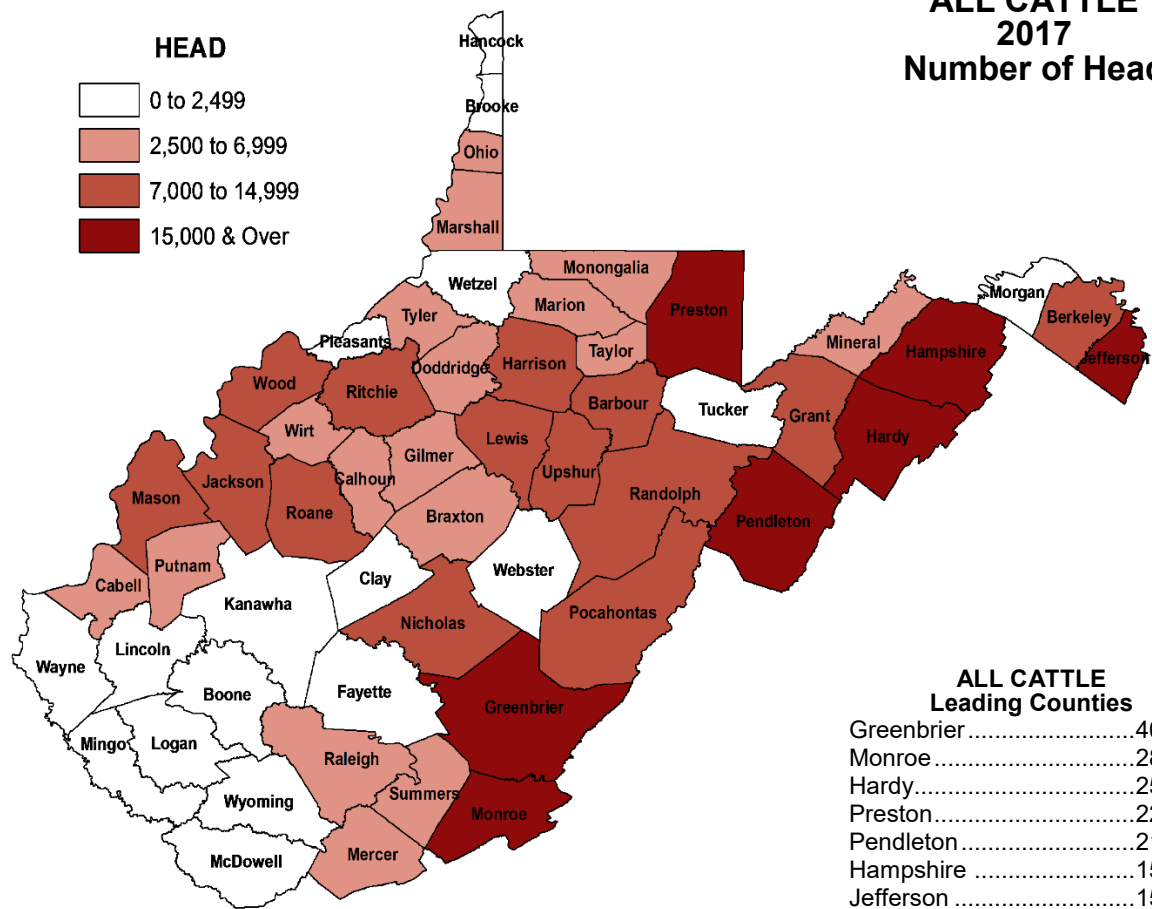 ALL CATTLE
2017
Number of Head
HEAD
0 to 2,499
2,500 to 6,999
7,000 to 14,999
15,000 & Over
Hancock
Brooke
Ohio
Marshall
Wetzel
Monongalia
Marion
Preston
Morgan
Berkeley
Jefferson
Tyler
Pleasants
Doddridge
Harrison
Taylor
Mineral
Hampshire
Wood
Ritchie
Barbour
Tucker
Grant
Hardy
Wirt
Lewis
Gilmer
Calhoun
Upshur
Mason
Jackson
Roane
Braxton
Randolph
Pendleton
Cabell
Putnam
Kanawha
Clay
Webster
Nicholas
Pocahontas
Wayne
Lincoln
Boone
Fayette
Greenbrier
Mingo
Logan
Raleigh
Wyoming
Summers
Monroe
McDowell
Mercer
ALL CATTLE
Leading Counties
Greenbrier
Monroe
Hardy
Preston
Pendleton
Hampshire
Jefferson